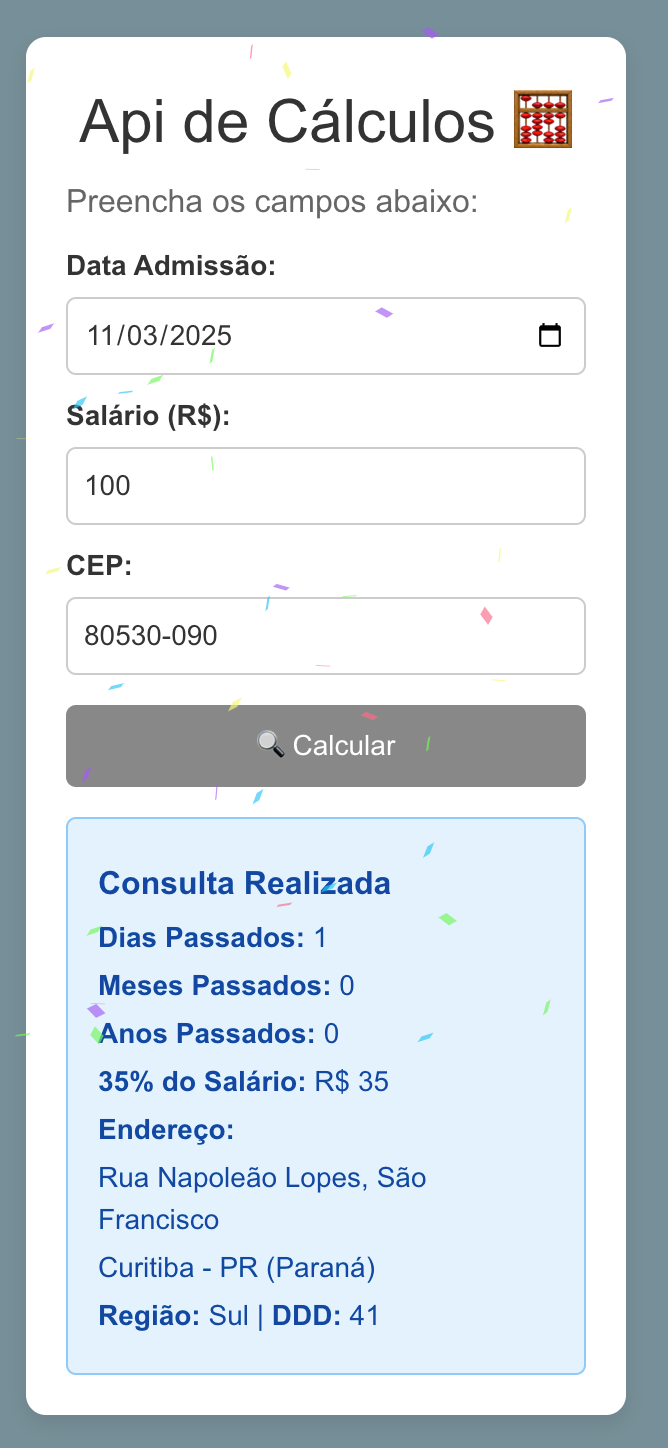 Api de Cálculos 🧮
Preencha os campos abaixo:
Data Admissão:
11/03/2025
Salário (R$):
100
CEP:
80530-090
🔍 Calcular
Consulta Realizada
Dias Passados: 1
Meses Passados: 0
Anos Passados: 0
35% do Salário: R$ 35
Endereço:
Rua Napoleão Lopes, São
Francisco
Curitiba - PR (Paraná)
Região: Sul | DDD: 41